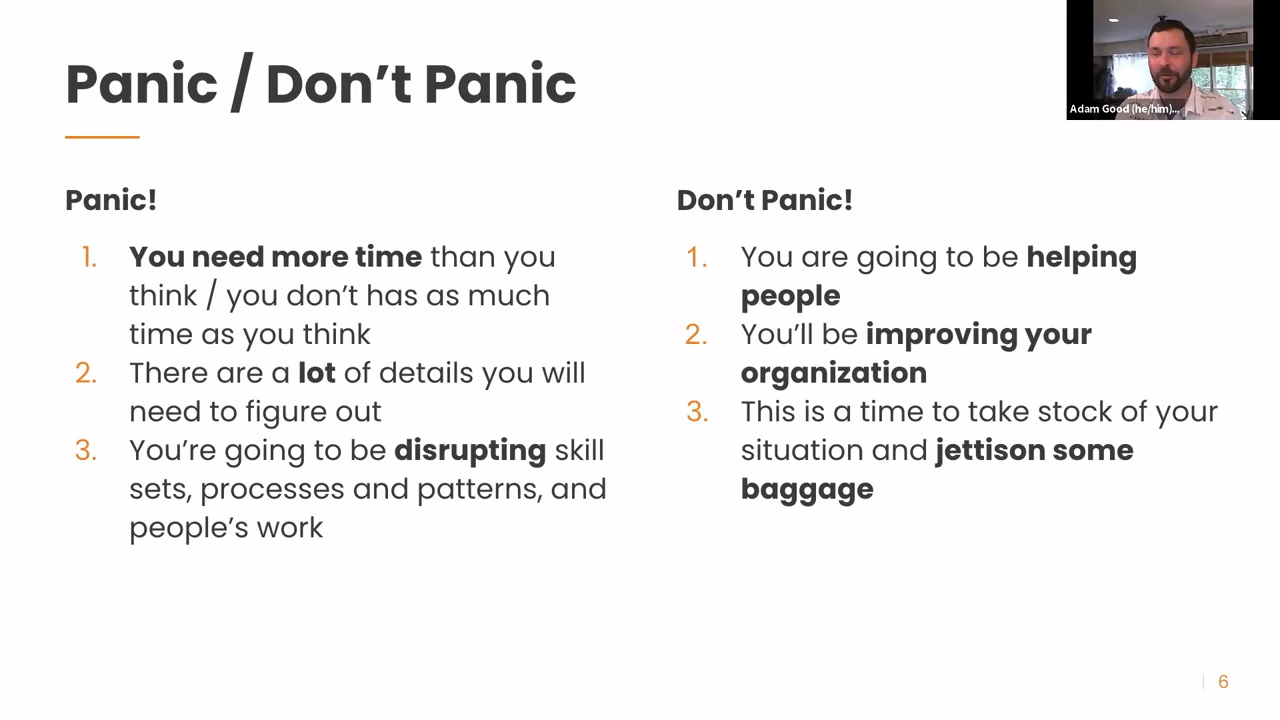 Panic / Don't Panic
Adam Good (he/him)...
Panic!
1. You need more time than you
think / you don't has as much
time as you think
2. There are a lot of details you will
need to figure out
3. You're going to be disrupting skill
sets, processes and patterns, and
people's work
Don't Panic!
1. You are going to be helping
people
2. You'll be improving your
organization
3. This is a time to take stock of your
situation and jettison some
baggage
6